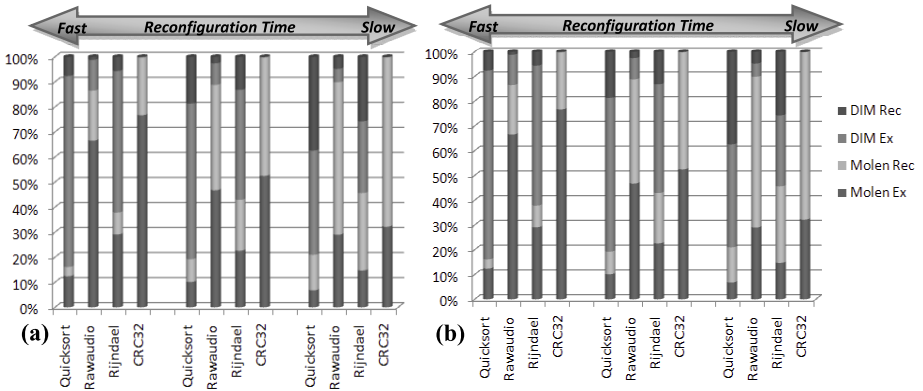 Fast Reconfiguration Time Slow
100%
90%
80%
70%
60%
50%
40%
30%
20%
10%
0%
Quicksort
Rawaudio
Rijndael
CRC32
Quicksort
Rawaudio
Rijndael
CRC32
Quicksort
Rawaudio
Rijndael
CRC32
(a)
Fast Reconfiguration Time Slow
100%
90%
80%
70%
60%
50%
40%
30%
20%
10%
0%
Quicksort
Rawaudio
Rijndael
CRC32
Quicksort
Rawaudio
Rijndael
CRC32
Quicksort
Rawaudio
Rijndael
CRC32
(b)
DIM Rec
DIM Ex
Molen Rec
Molen Ex